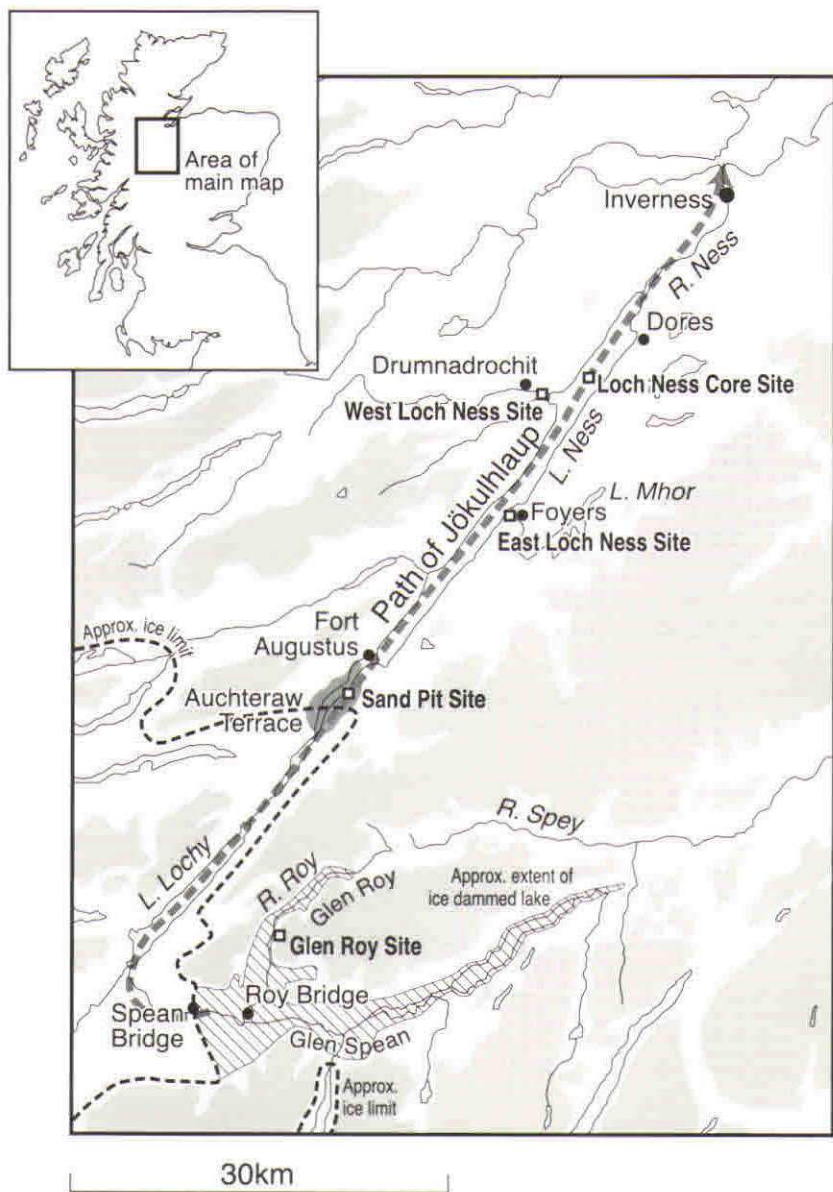 Area of
main map
Inverness
R. Ness
Dores
Drumnadrochit
Loch Ness Core Site
West Loch Ness Site
L. Ness
Path of Jökulhlaup
L. Mhor
Foyers
East Loch Ness Site
Approx. ice limit
Fort
Augustus
Auchteraw
Terrace
Sand Pit Site
R. Spey
L. Lochy
R. Roy
Glen Roy
Approx. extent of
ice dammed lake
Glen Roy Site
Spean
Bridge
Roy Bridge
Glen Spean
Approx.
ice limit
30km